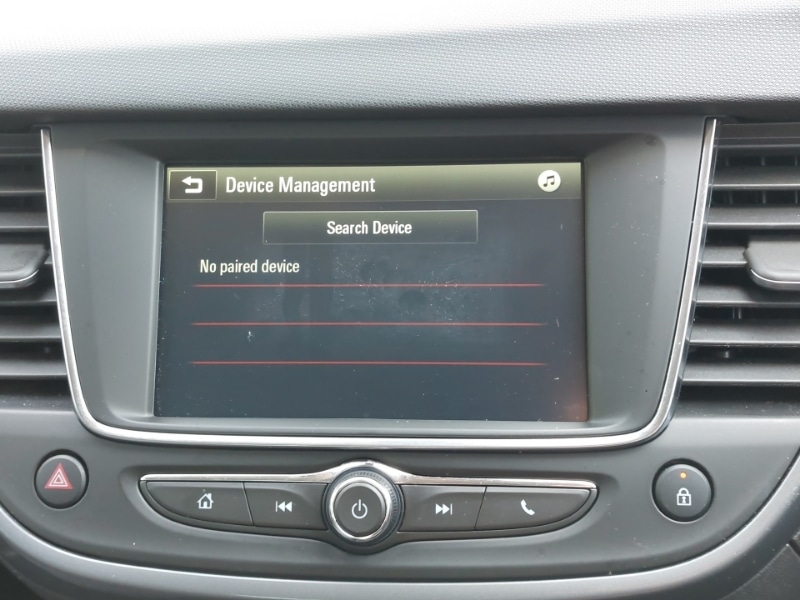 Device Management
Search Device
No paired device